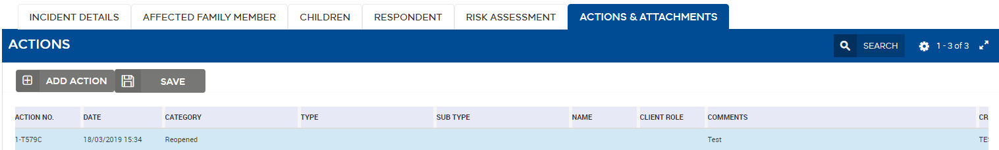 INCIDENT DETAILS AFFECTED FAMILY MEMBER CHILDREN RESPONDENT RISK ASSESSMENT ACTIONS & ATTACHMENTS
ACTIONS SEARCH 1 - 3 of 3
ADD ACTION SAVE
ACTION NO. DATE CATEGORY TYPE SUB TYPE NAME CLIENT ROLE COMMENTS CR
1-T579C 18/03/2019 15:34 Reopened Test TES